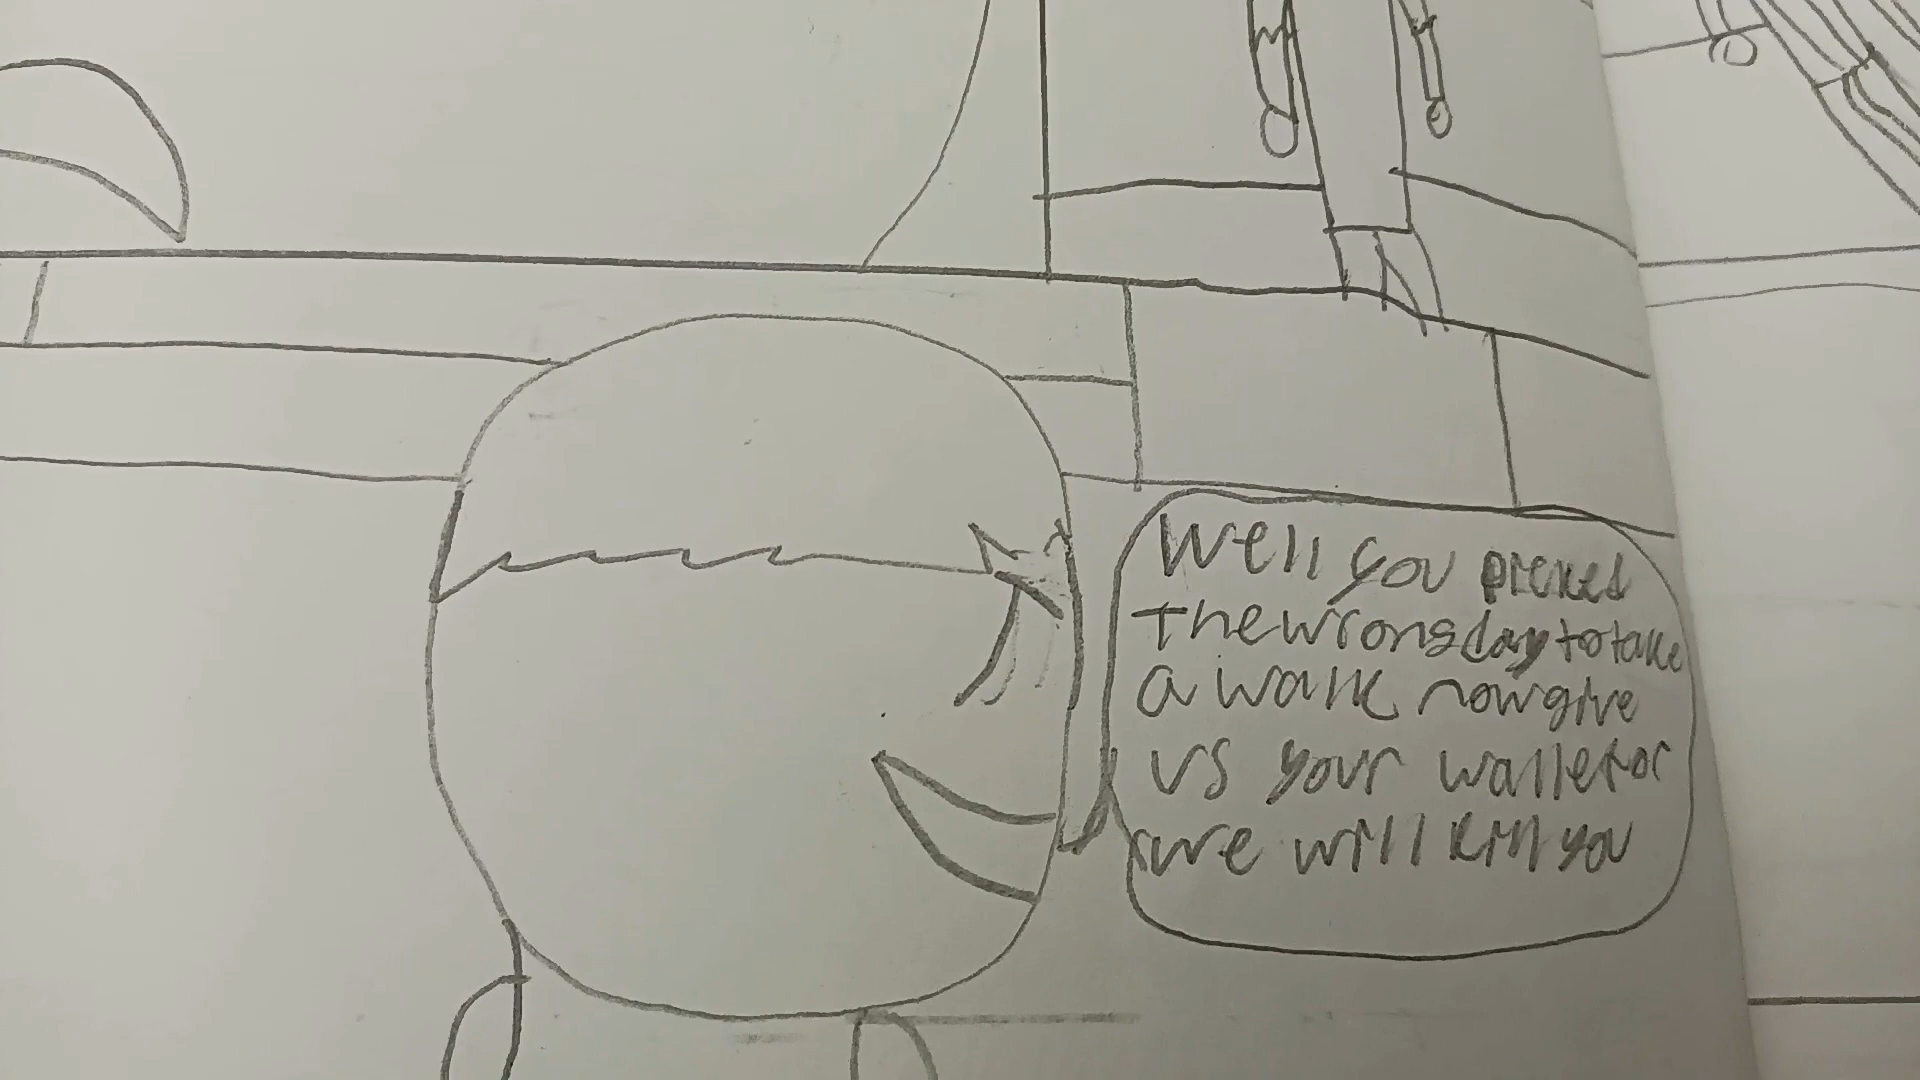 Well you picked
the wrong day to take
a walk now give
us your wallet or
we will kill you